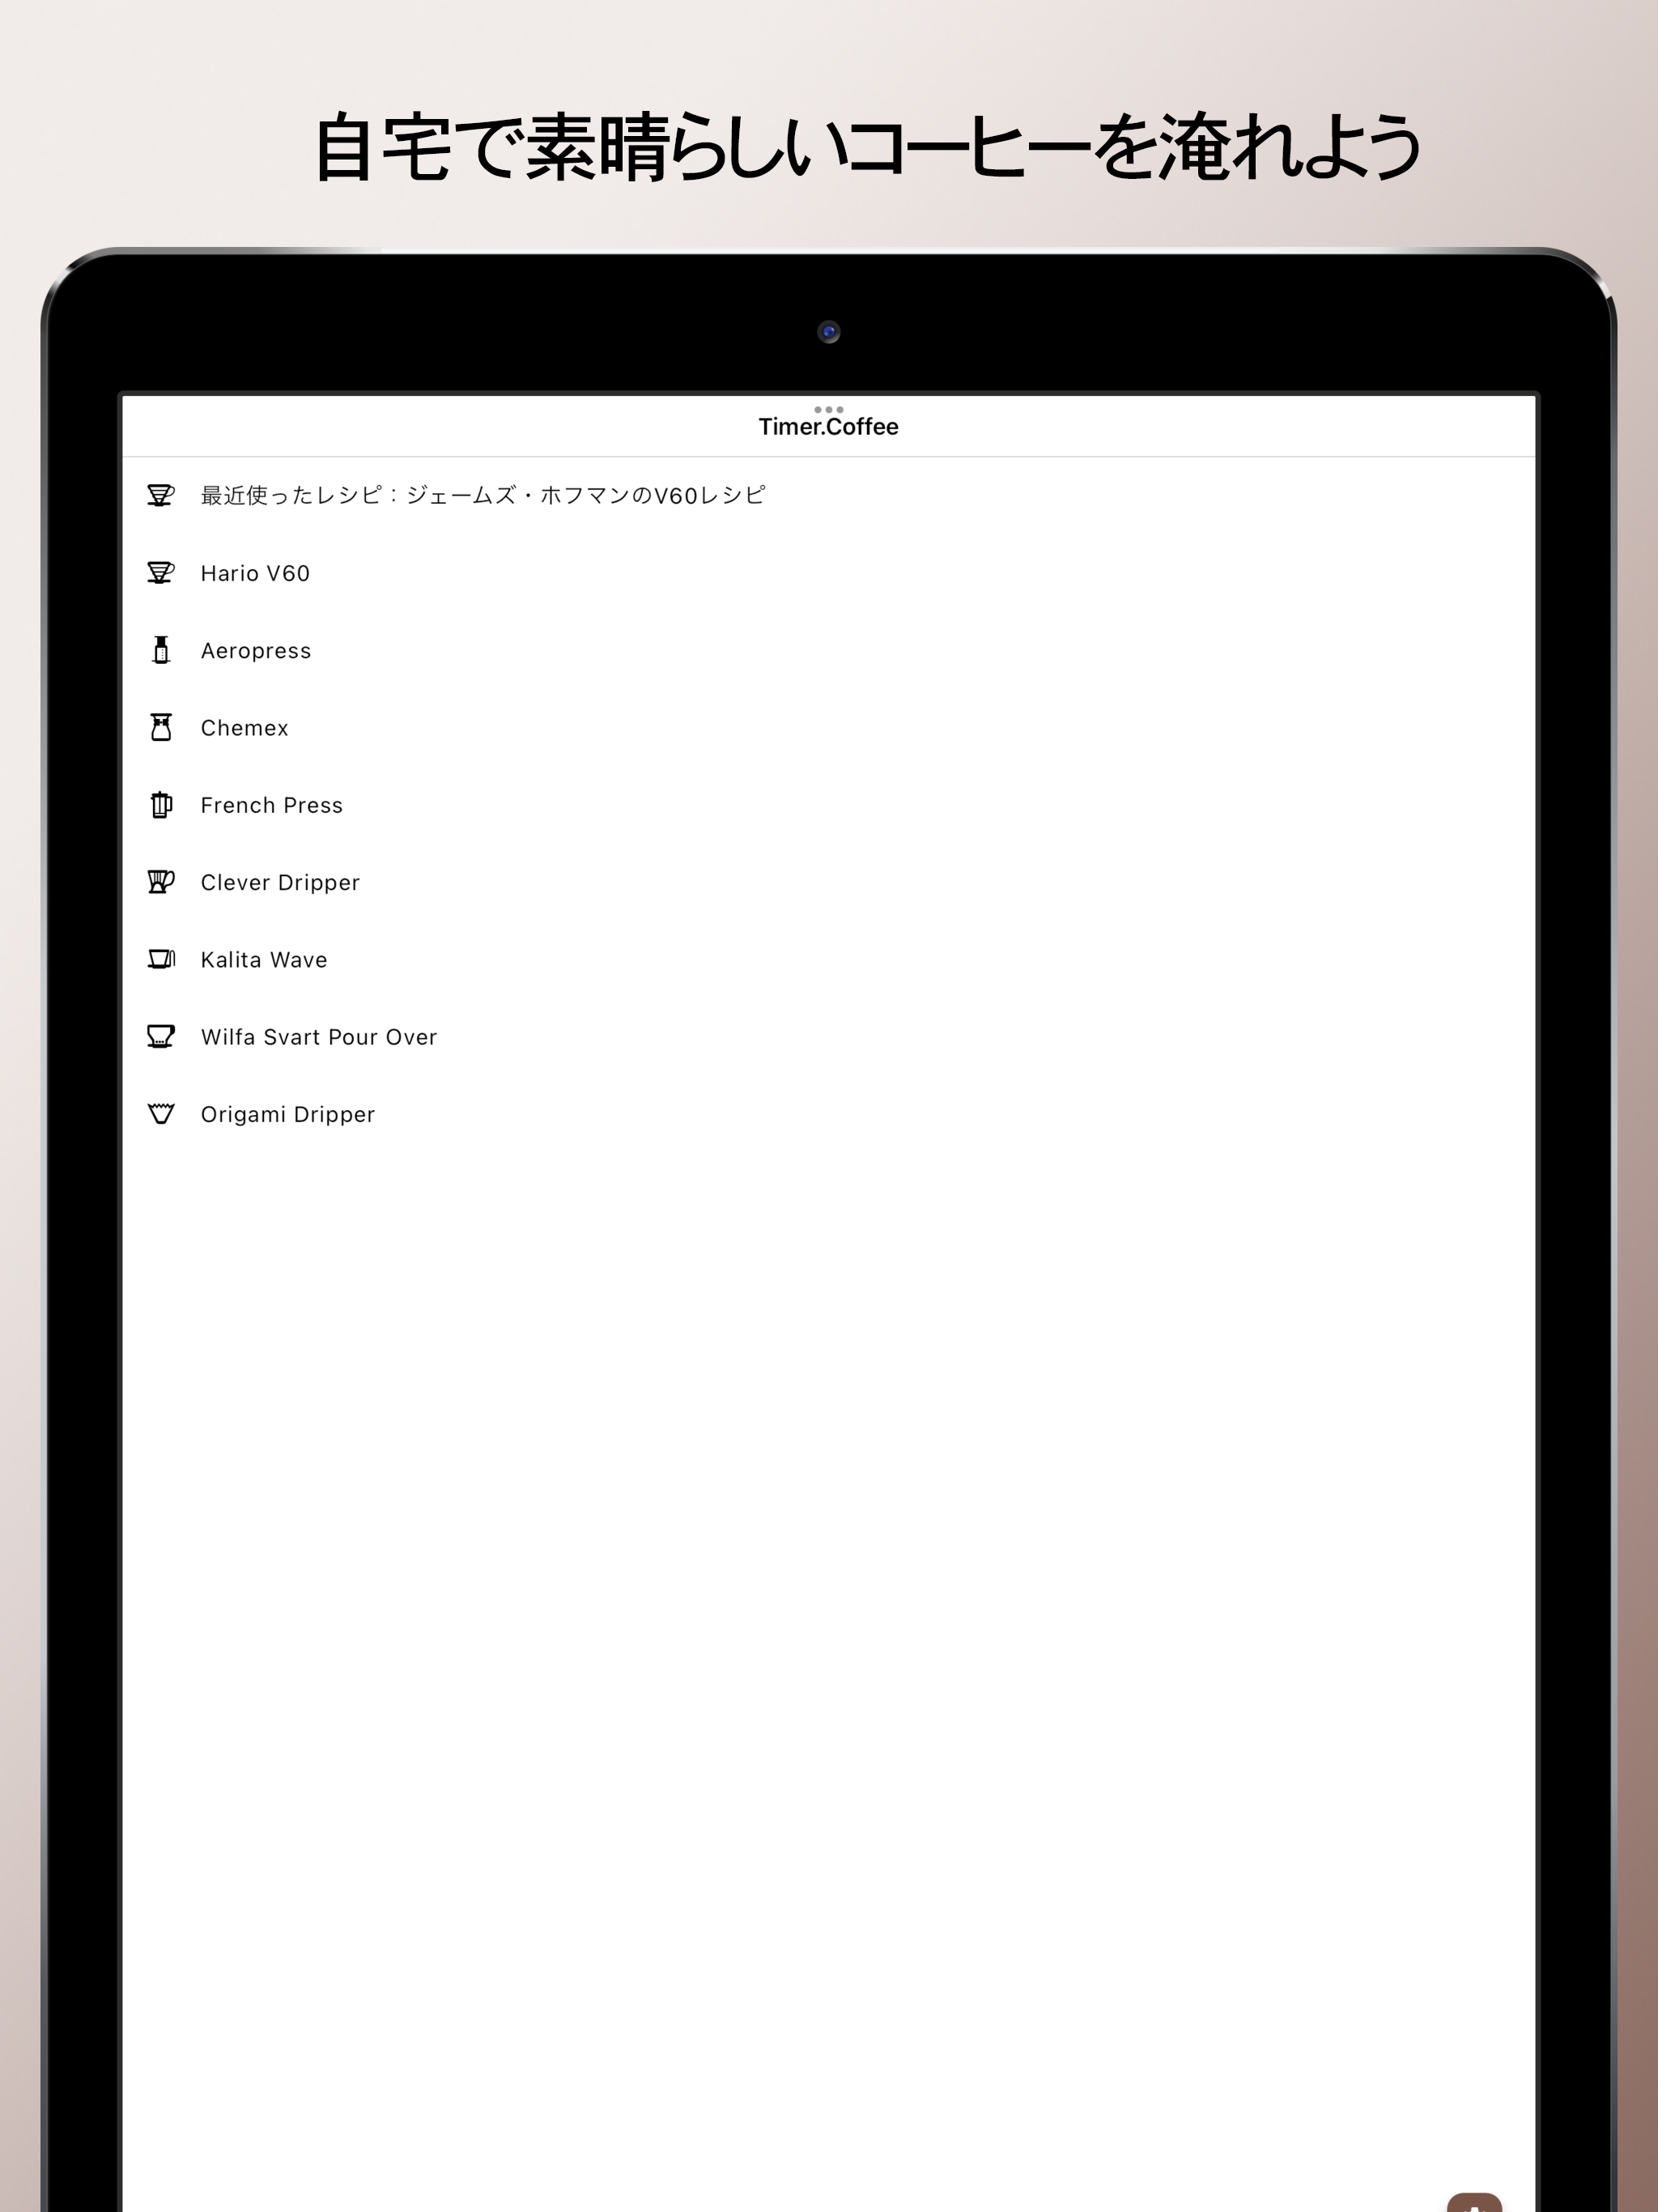 自宅で素晴らしいコーヒーを淹れよう
Timer.Coffee
最近使ったレシピ：ジェームズ・ホフマンのV60レシピ
Hario V60
Aeropress
Chemex
French Press
Clever Dripper
Kalita Wave
Wilfa Svart Pour Over
Origami Dripper